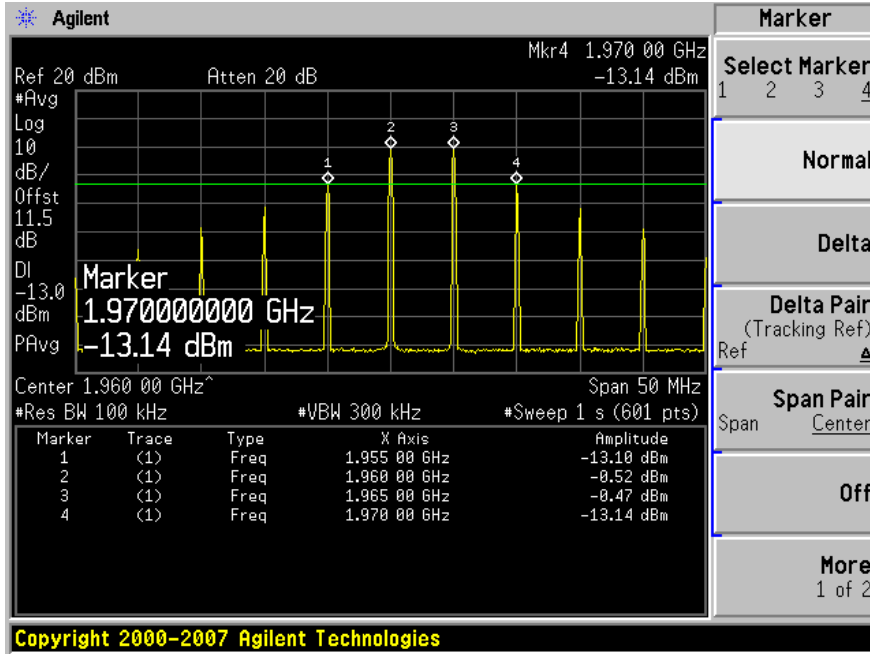 Agilent
Marker
Mkr4 1.970 00 GHz
Ref 20 dBm Atten 20 dB -13.14 dBm
#Avg
Log
10
dB/
Offst
11.5
dB
DI
-13.0
dBm
PAvg
1
2
3
4
Marker
1.970000000 GHz
-13.14 dBm
Center 1.960 00 GHz^ Span 50 MHz
#Res BW 100 kHz #VBW 300 kHz #Sweep 1 s (601 pts)
Marker Trace Type X Axis Amplitude
1 (1) Freq 1.955 00 GHz -13.10 dBm
2 (1) Freq 1.960 00 GHz -0.52 dBm
3 (1) Freq 1.965 00 GHz -0.47 dBm
4 (1) Freq 1.970 00 GHz -13.14 dBm
Select Marker
1 2 3 4
Normal
Delta
Delta Pair
(Tracking Ref)
Ref Δ
Span Pair
Span Center
Off
More
1 of 2
Copyright 2000-2007 Agilent Technologies